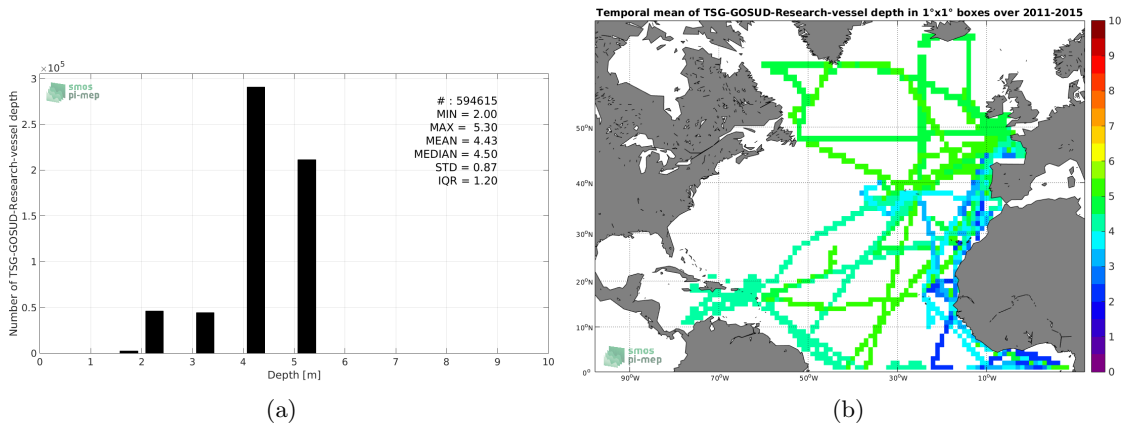 Temporal mean of TSG-GOSUD-Research-vessel depth in 1°x1° boxes over 2011-2015
×10⁵
3
2.5
2
1.5
1
0.5
0
Number of TSG-GOSUD-Research-vessel depth
smos
pi-mep
# : 594615
MIN = 2.00
MAX = 5.30
MEAN = 4.43
MEDIAN = 4.50
STD = 0.87
IQR = 1.20
0 1 2 3 4 5 6 7 8 9 10
Depth [m]
(a)
50°N
40°N
30°N
20°N
10°N
0°
90°W 70°W 50°W 30°W 10°W
smos
pi-mep
10
9
8
7
6
5
4
3
2
1
0
(b)